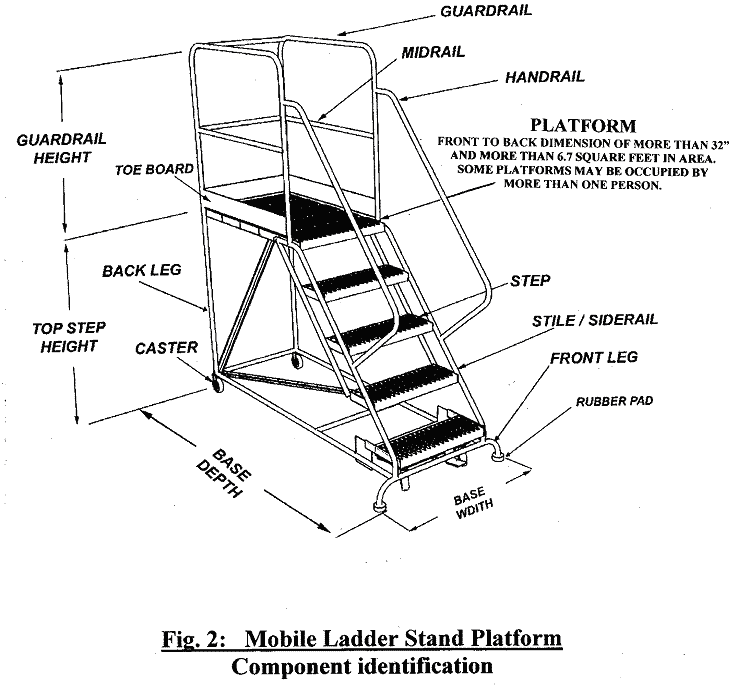 GUARDRAIL
MIDRAIL
HANDRAIL
PLATFORM
FRONT TO BACK DIMENSION OF MORE THAN 32"
AND MORE THAN 6.7 SQUARE FEET IN AREA.
SOME PLATFORMS MAY BE OCCUPIED BY
MORE THAN ONE PERSON.
GUARDRAIL
HEIGHT
TOE BOARD
BACK LEG
STEP
TOP STEP
HEIGHT
STILE / SIDERAIL
CASTER
FRONT LEG
RUBBER PAD
BASE
DEPTH
BASE
WDITH
Fig. 2: Mobile Ladder Stand Platform
Component identification